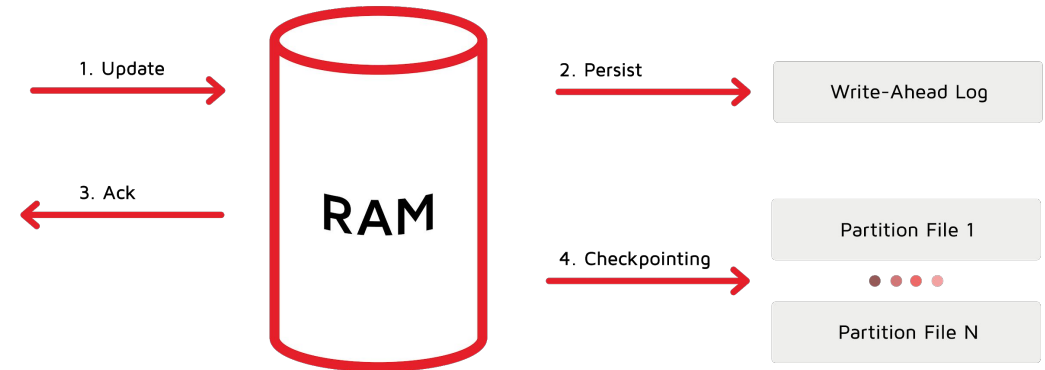 1. Update
2. Persist
Write-Ahead Log
3. Ack
RAM
Partition File 1
4. Checkpointing
Partition File N